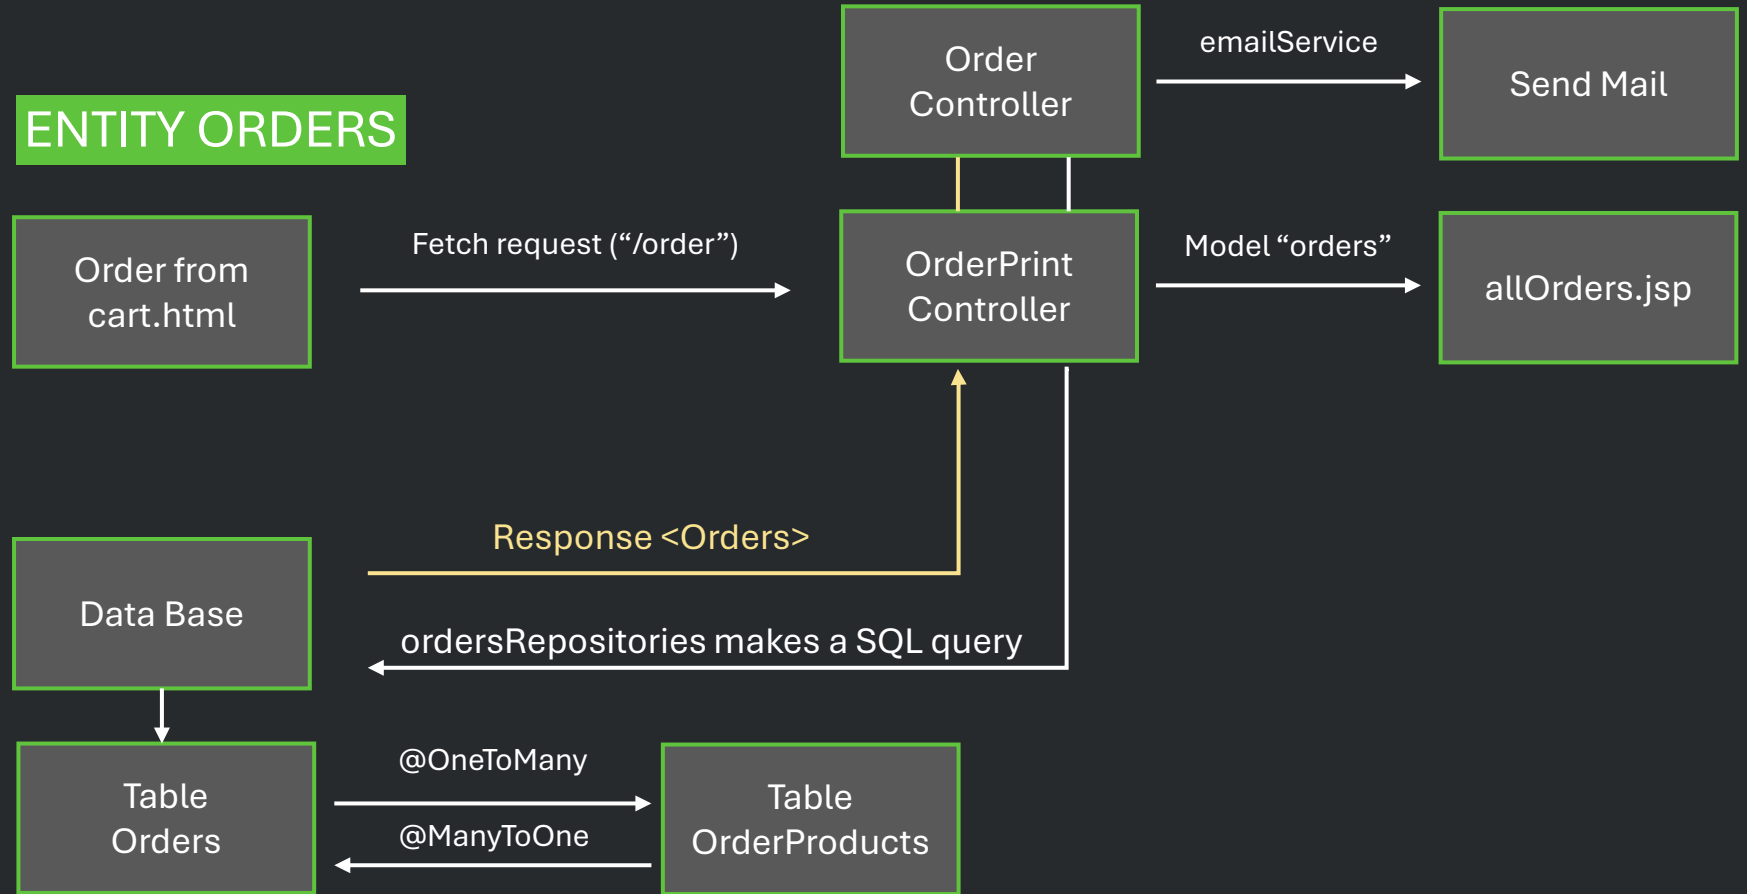 Order
Controller
emailService
Send Mail
ENTITY ORDERS
Order from
cart.html
Fetch request (“/order”)
OrderPrint
Controller
Model “orders”
allOrders.jsp
Response <Orders>
Data Base
ordersRepositories makes a SQL query
Table
Orders
@OneToMany
@ManyToOne
Table
OrderProducts